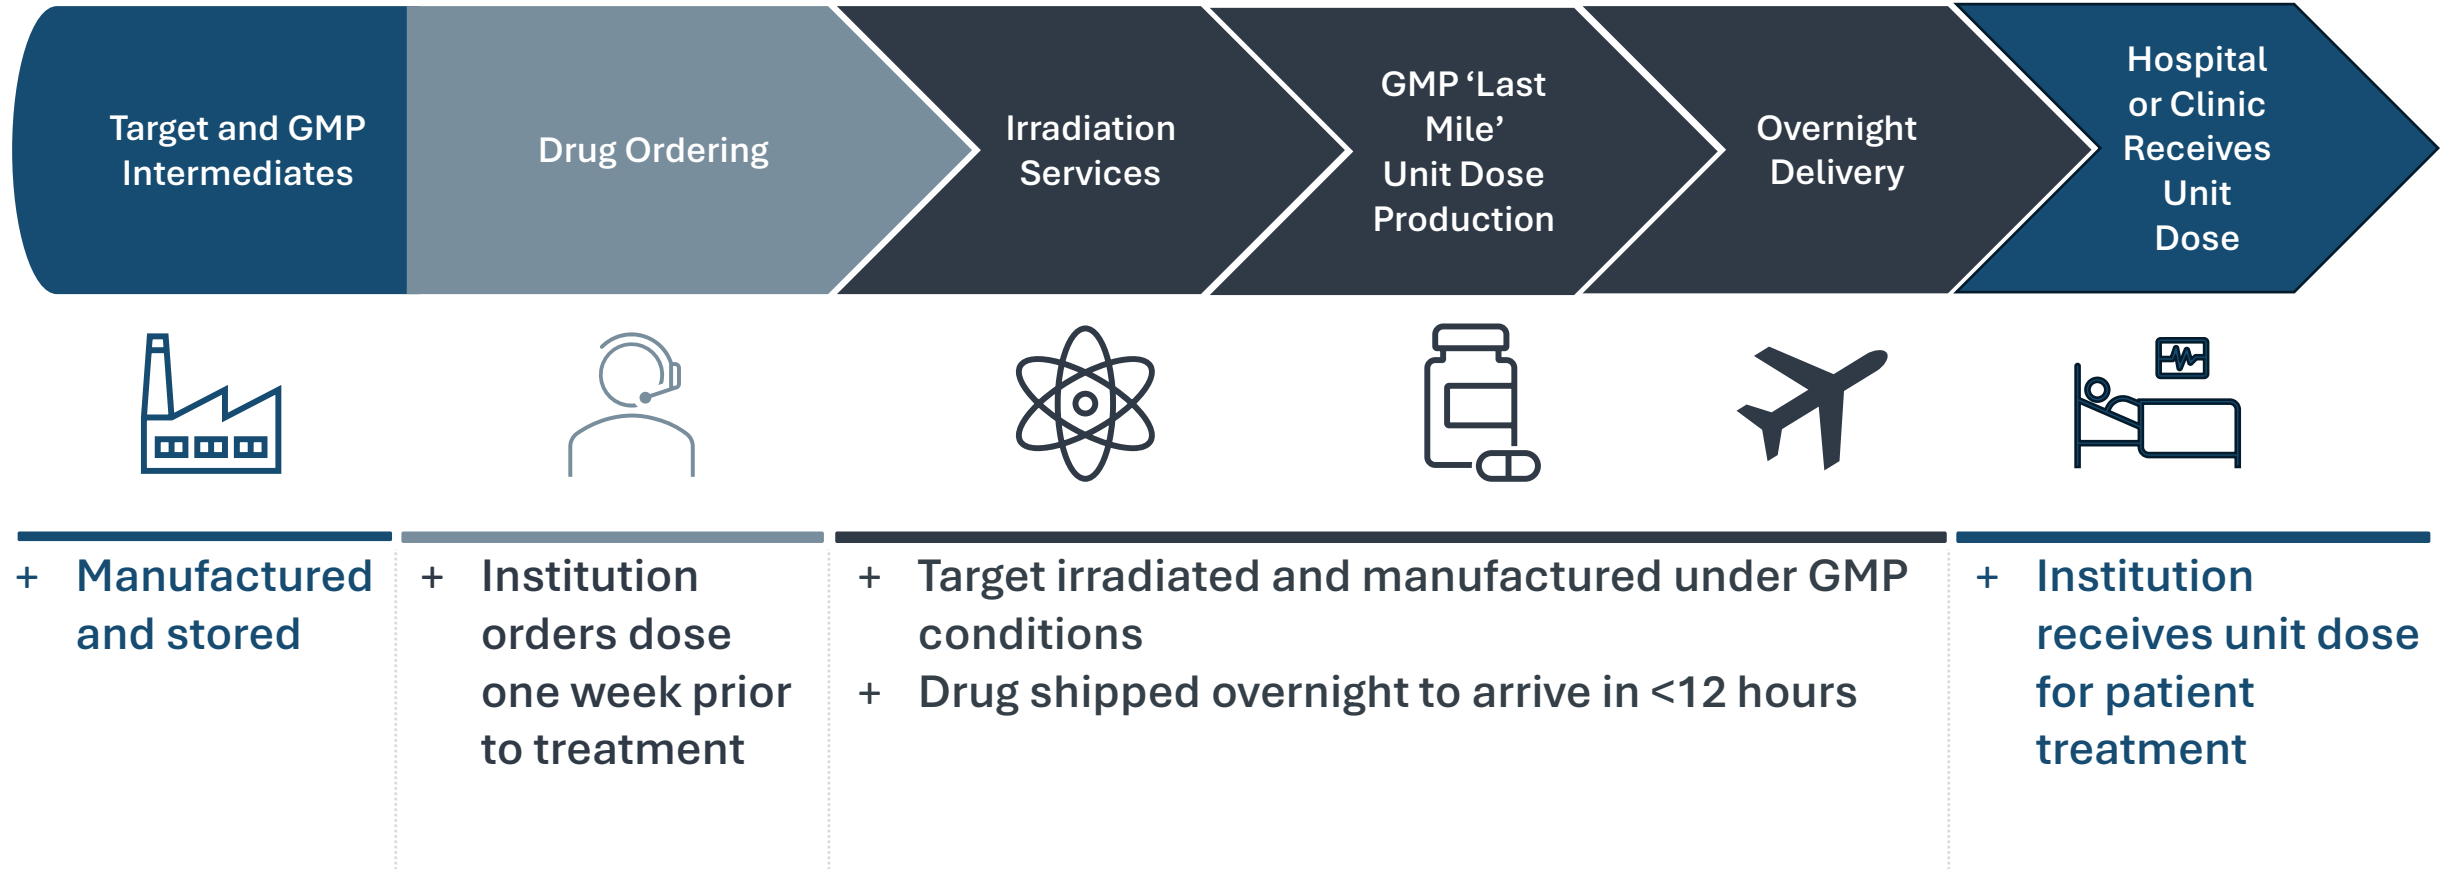 Target and GMP
Intermediates
Drug Ordering
Irradiation
Services
GMP ‘Last
Mile’
Unit Dose
Production
Overnight
Delivery
Hospital
or Clinic
Receives
Unit
Dose
+ Manufactured
and stored
+ Institution
orders dose
one week prior
to treatment
+ Target irradiated and manufactured under GMP
conditions
+ Drug shipped overnight to arrive in <12 hours
+ Institution
receives unit dose
for patient
treatment